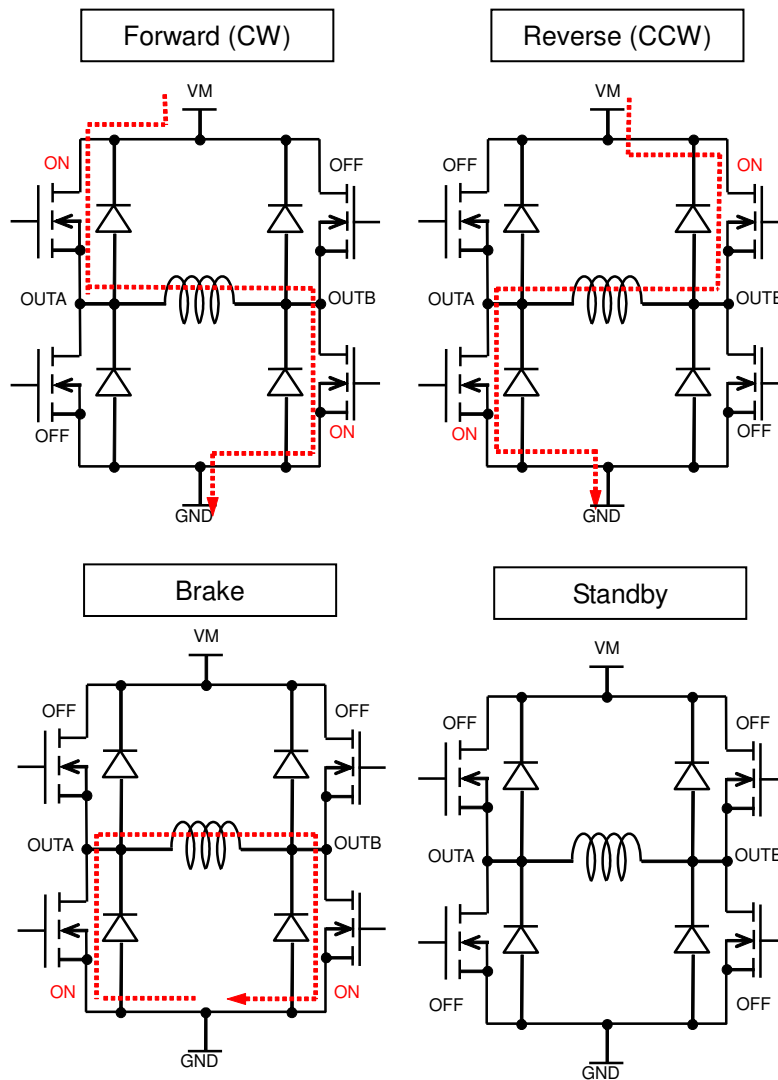 Forward (CW)
Reverse (CCW)
VM
ON
OFF
OUTA
OUTB
OFF
ON
GND
VM
OFF
ON
OUTA
OUTB
ON
OFF
GND
Brake
Standby
VM
OFF
OFF
OUTA
OUTB
ON
ON
GND
VM
OFF
OFF
OUTA
OUTB
OFF
OFF
GND